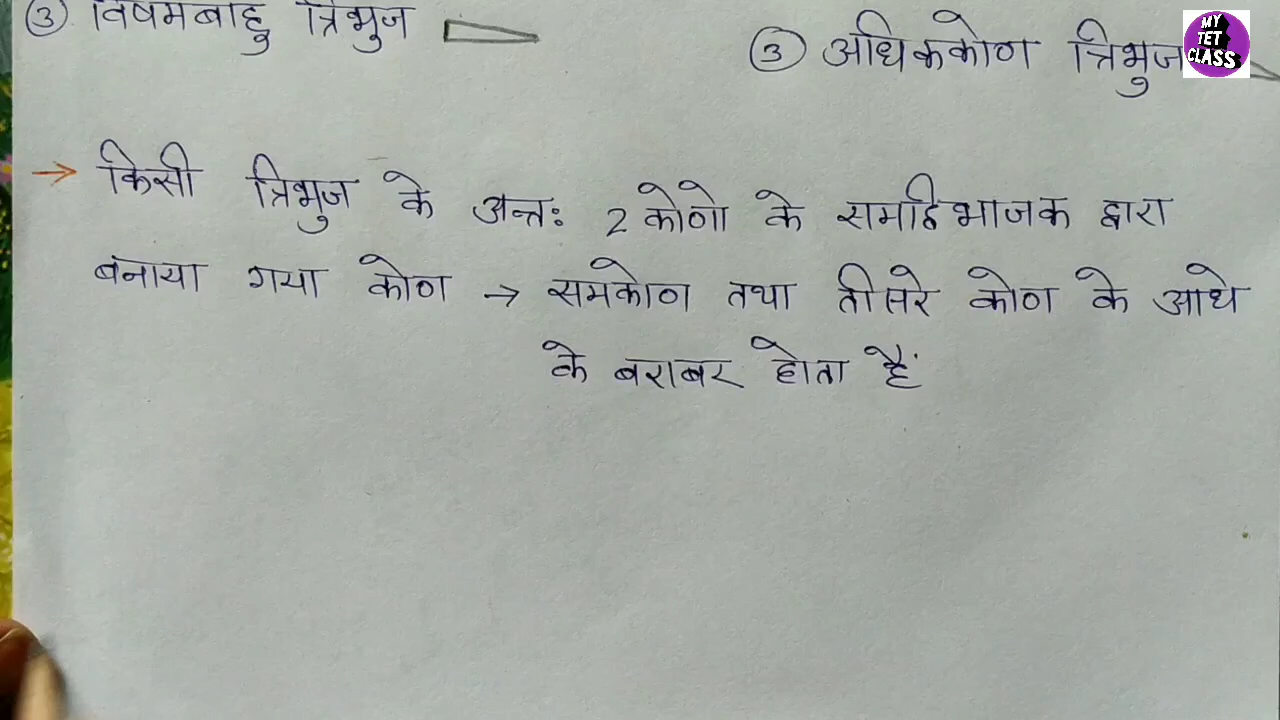 ③ विषमबाहु त्रिभुज
③ अधिककोण त्रिभुज
MY
TET
CLASS
→ किसी त्रिभुज के अन्तः 2 कोणो के समद्विभाजक द्वारा
बनाया गया कोण → समकोण तथा तीसरे कोण के आधे
के बराबर होता हैं